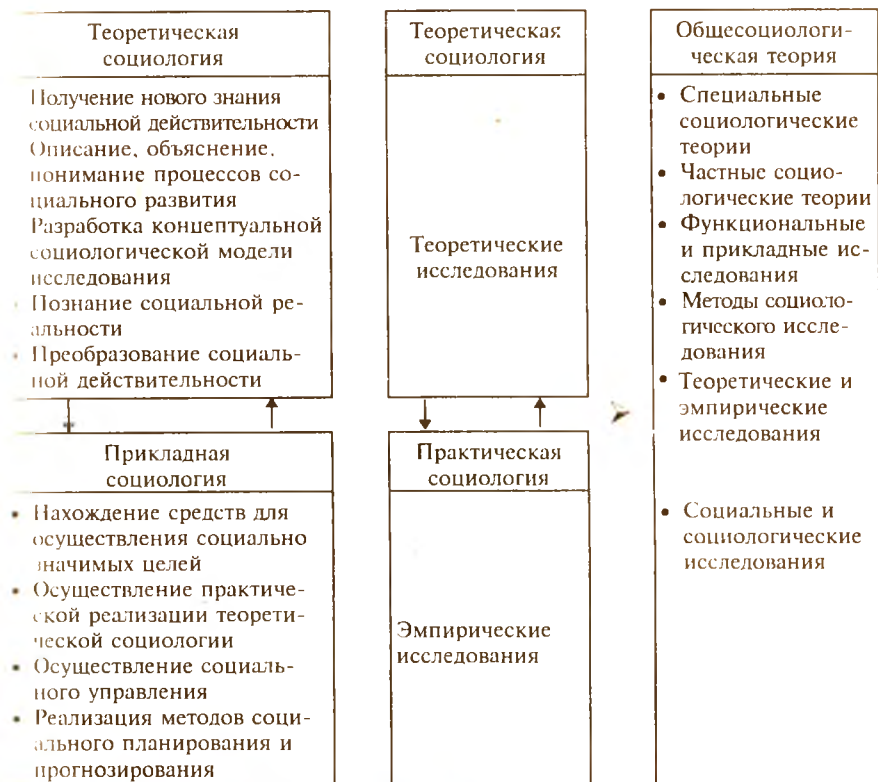 Теоретическая
социология
Получение нового знания
социальной действительности
Описание, объяснение,
понимание процессов со-
циального развития
Разработка концептуальной
социологической модели
исследования
Познание социальной ре-
альности
• Преобразование социаль-
ной действительности
Прикладная
социология
• Нахождение средств для
осуществления социально
значимых целей
• Осуществление практиче-
ской реализации теорети-
ческой социологии
• Осуществление социаль-
ного управления
• Реализация методов соци-
ального планирования и
прогнозирования
Теоретическая
социология
Теоретические
исследования
Практическая
социология
Эмпирические
исследования
Общесоциологи-
ческая теория
• Специальные
социологические
теории
• Частные социо-
логические теории
• Функциональные
и прикладные ис-
следования
• Методы социоло-
гического иссле-
дования
• Теоретические и
эмпирические
исследования
• Социальные и
социологические
исследования